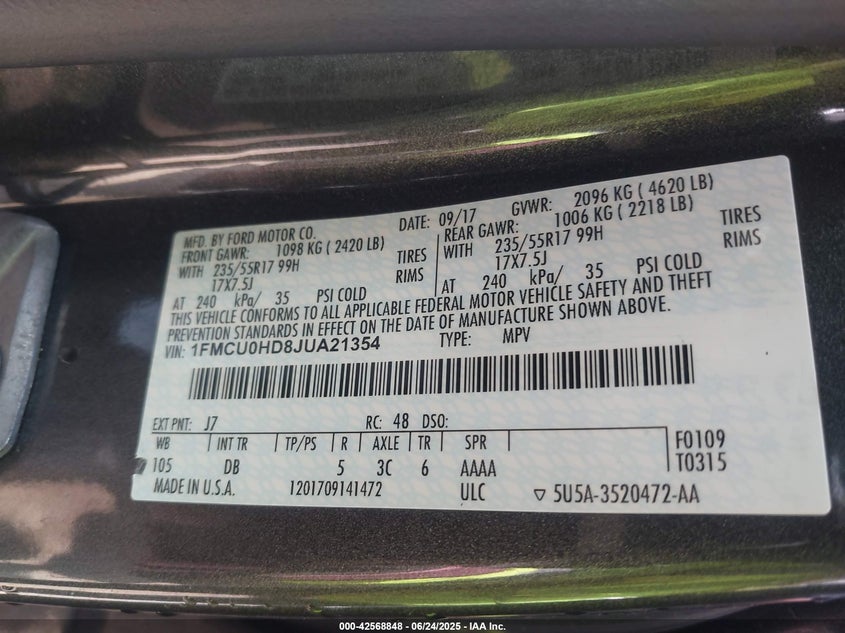 MFD. BY FORD MOTOR CO. DATE: 09/17 GVWR: 2096 KG ( 4620 LB)
FRONT GAWR: 1098 KG ( 2420 LB) REAR GAWR: 1006 KG ( 2218 LB)
WITH 235/55R17 99H TIRES WITH 235/55R17 99H TIRES
17X7.5J RIMS 17X7.5J RIMS
AT 240 kPa/ 35 PSI COLD AT 240 kPa/ 35 PSI COLD
THIS VEHICLE CONFORMS TO ALL APPLICABLE FEDERAL MOTOR VEHICLE SAFETY AND THEFT
PREVENTION STANDARDS IN EFFECT ON THE DATE OF MANUFACTURE SHOWN ABOVE.
VIN: 1FMCU0HD8JUA21354 TYPE: MPV
EXT PNT: J7 RC: 48 DSO:
WB INT TR TP/PS R AXLE TR SPR F0109
105 DB 5 3C 6 AAAA T0315
MADE IN U.S.A. 1201709141472 ULC ▽ 5U5A-3520472-AA
000-42568848 - 06/24/2025 - IAA Inc.